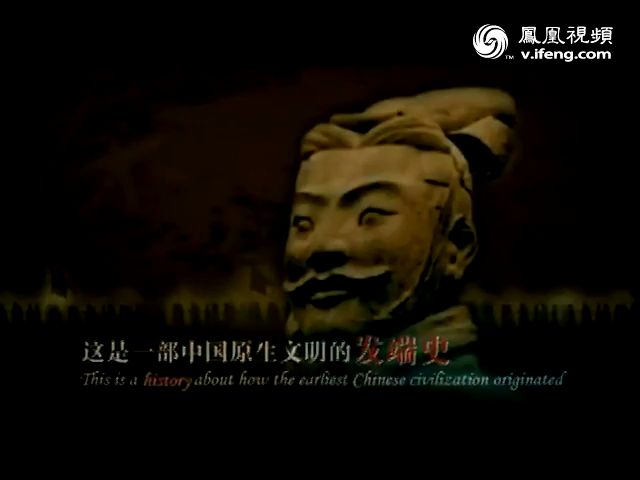 鳳凰視頻
v.ifeng.com
TM
这是一部中国原生文明的发端史
This is a history about how the earliest Chinese civilization originated